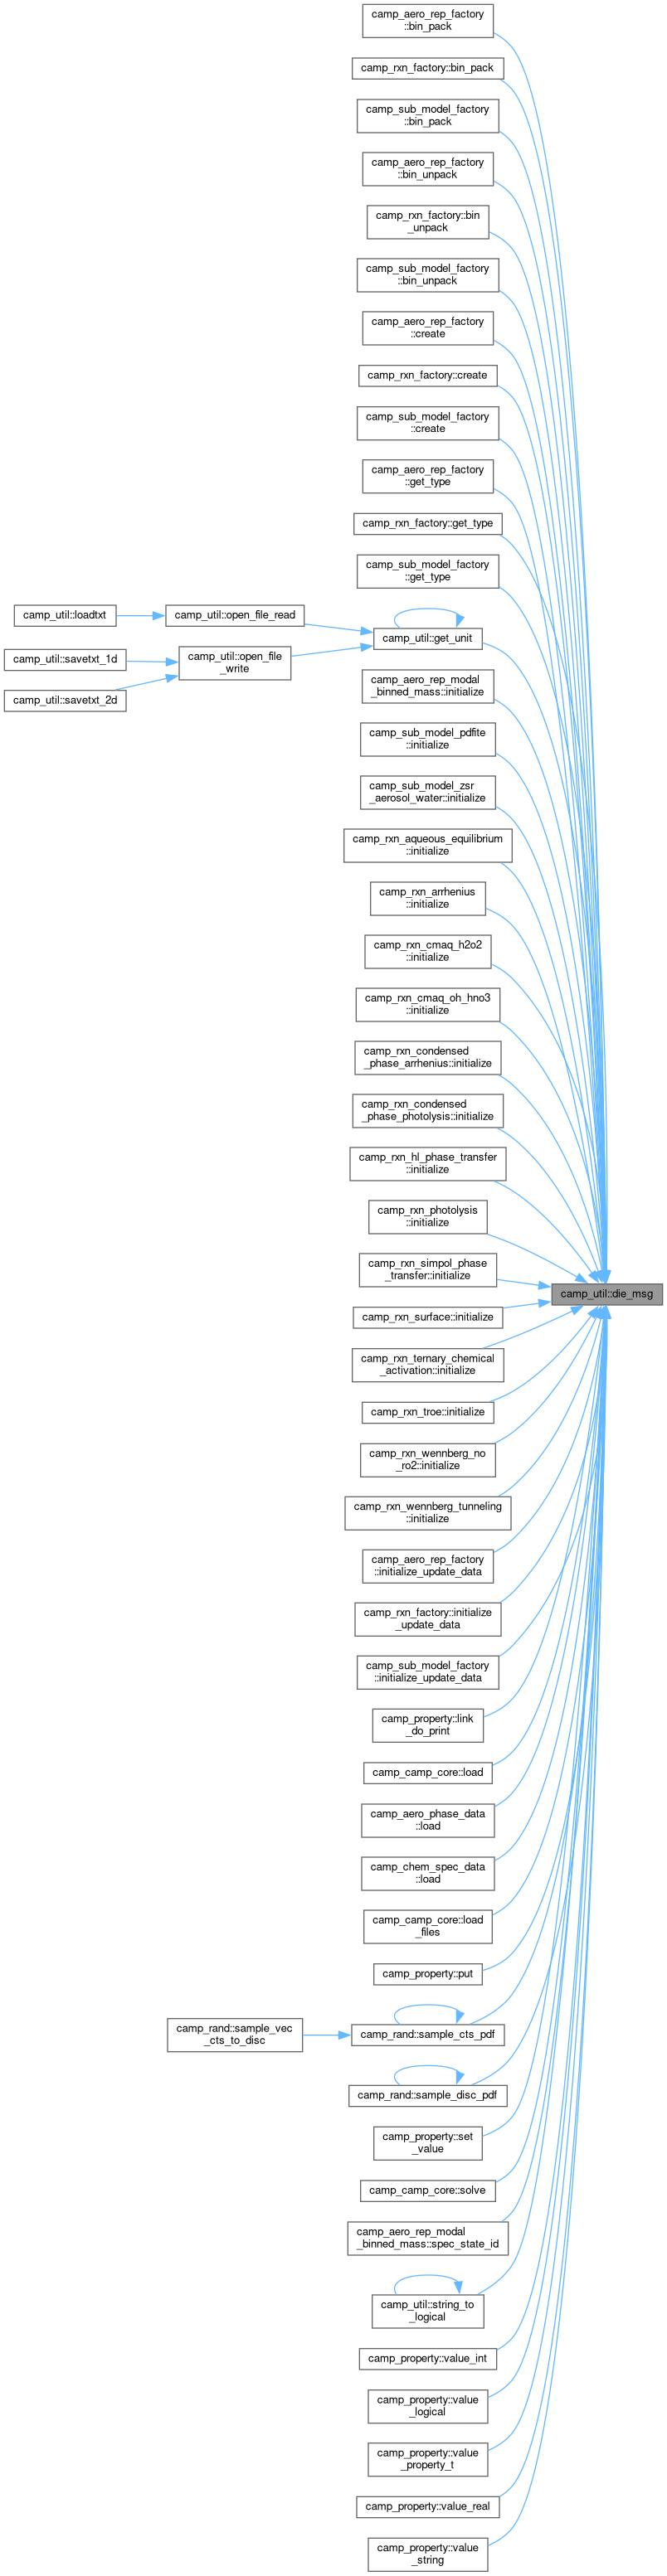 camp_aero_rep_factory
::bin_pack
camp_rxn_factory::bin_pack
camp_sub_model_factory
::bin_pack
camp_aero_rep_factory
::bin_unpack
camp_rxn_factory::bin
_unpack
camp_sub_model_factory
::bin_unpack
camp_aero_rep_factory
::create
camp_rxn_factory::create
camp_sub_model_factory
::create
camp_aero_rep_factory
::get_type
camp_rxn_factory::get_type
camp_sub_model_factory
::get_type
camp_util::loadtxt
camp_util::open_file_read
camp_util::get_unit
camp_util::savetxt_1d
camp_util::open_file
_write
camp_util::savetxt_2d
camp_aero_rep_modal
_binned_mass::initialize
camp_sub_model_pdfite
::initialize
camp_sub_model_zsr
_aerosol_water::initialize
camp_rxn_aqueous_equilibrium
::initialize
camp_rxn_arrhenius
::initialize
camp_rxn_cmaq_h2o2
::initialize
camp_rxn_cmaq_oh_hno3
::initialize
camp_rxn_condensed
_phase_arrhenius::initialize
camp_rxn_condensed
_phase_photolysis::initialize
camp_rxn_hl_phase_transfer
::initialize
camp_rxn_photolysis
::initialize
camp_rxn_simpol_phase
_transfer::initialize
camp_util::die_msg
camp_rxn_surface::initialize
camp_rxn_ternary_chemical
_activation::initialize
camp_rxn_troe::initialize
camp_rxn_wennberg_no
_ro2::initialize
camp_rxn_wennberg_tunneling
::initialize
camp_aero_rep_factory
::initialize_update_data
camp_rxn_factory::initialize
_update_data
camp_sub_model_factory
::initialize_update_data
camp_property::link
_do_print
camp_camp_core::load
camp_aero_phase_data
::load
camp_chem_spec_data
::load
camp_camp_core::load
_files
camp_property::put
camp_rand::sample_vec
_cts_to_disc
camp_rand::sample_cts_pdf
camp_rand::sample_disc_pdf
camp_property::set
_value
camp_camp_core::solve
camp_aero_rep_modal
_binned_mass::spec_state_id
camp_util::string_to
_logical
camp_property::value_int
camp_property::value
_logical
camp_property::value
_property_t
camp_property::value_real
camp_property::value
_string